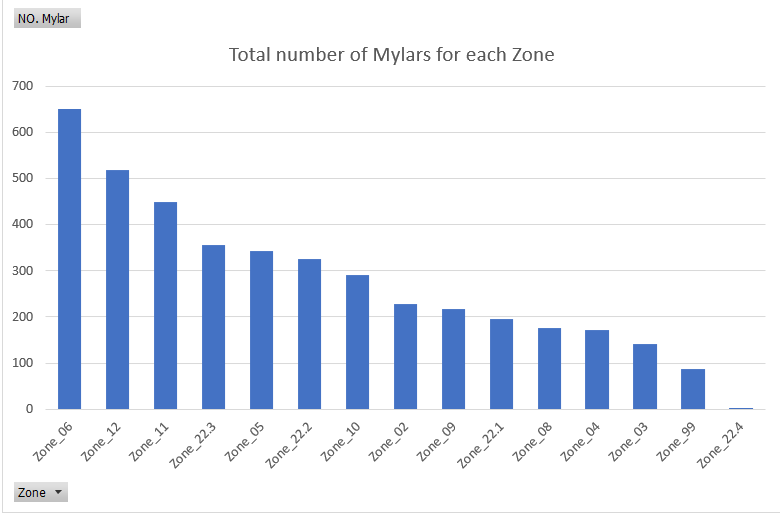 NO. Mylar
Total number of Mylars for each Zone
700
600
500
400
300
200
100
0
Zone_06
Zone_12
Zone_11
Zone_22.3
Zone_05
Zone_22.2
Zone_10
Zone_02
Zone_09
Zone_22.1
Zone_08
Zone_04
Zone_03
Zone_99
Zone_22.4
Zone